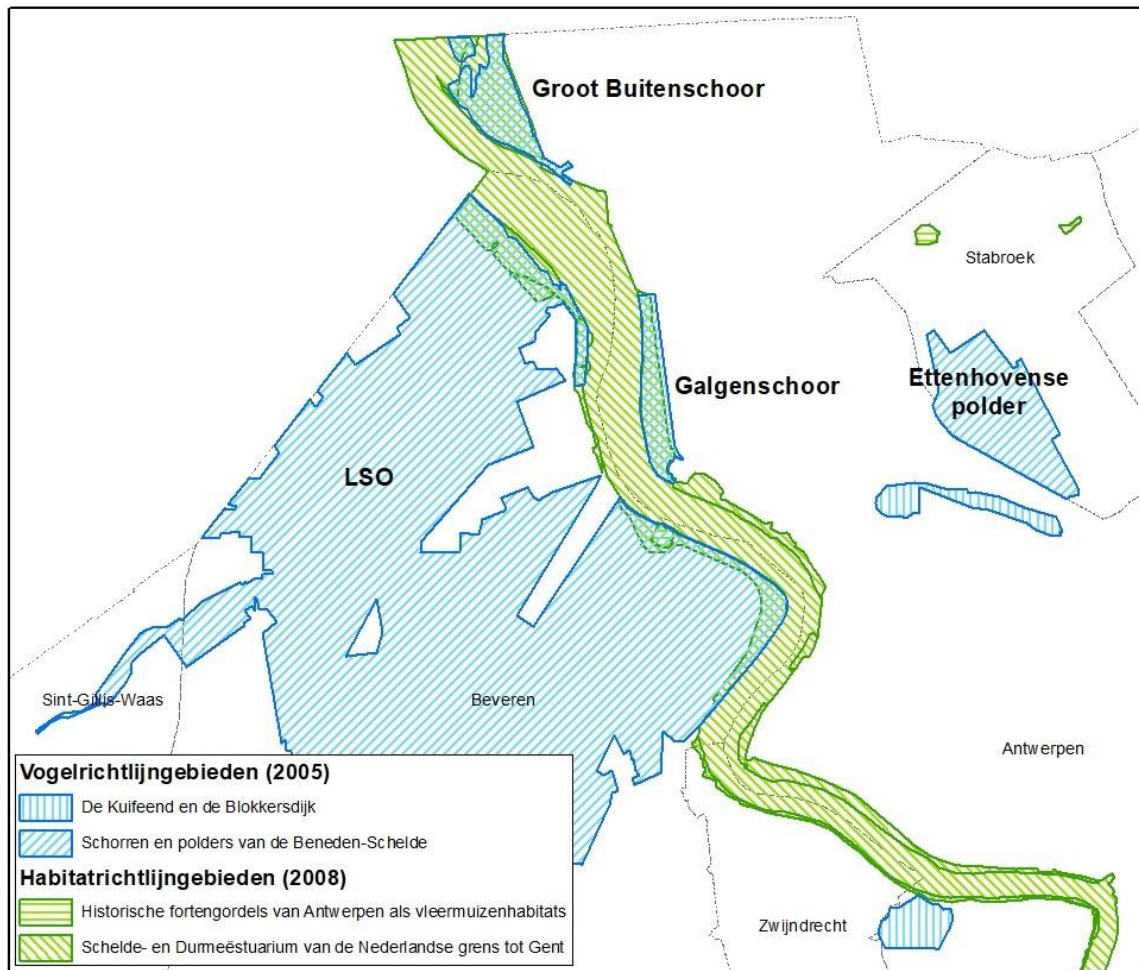 Groot Buitenschoor
Stabroek
Galgenschoor
Ettenhovense
polder
LSO
Sint-Gillis-Waas
Beveren
Antwerpen
Zwijndrecht
Vogelrichtlijngebieden (2005)
De Kuifeend en de Blokkersdijk
Schorren en polders van de Beneden-Schelde
Habitatrichtlijngebieden (2008)
Historische fortengordels van Antwerpen als vleermuizenhabitats
Schelde- en Durmeëstuarium van de Nederlandse grens tot Gent